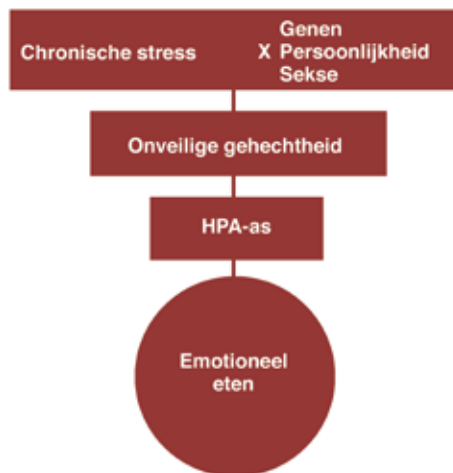 Chronische stress
Genen
X Persoonlijkheid
Sekse
Onveilige gehechtheid
HPA-as
Emotioneel
eten